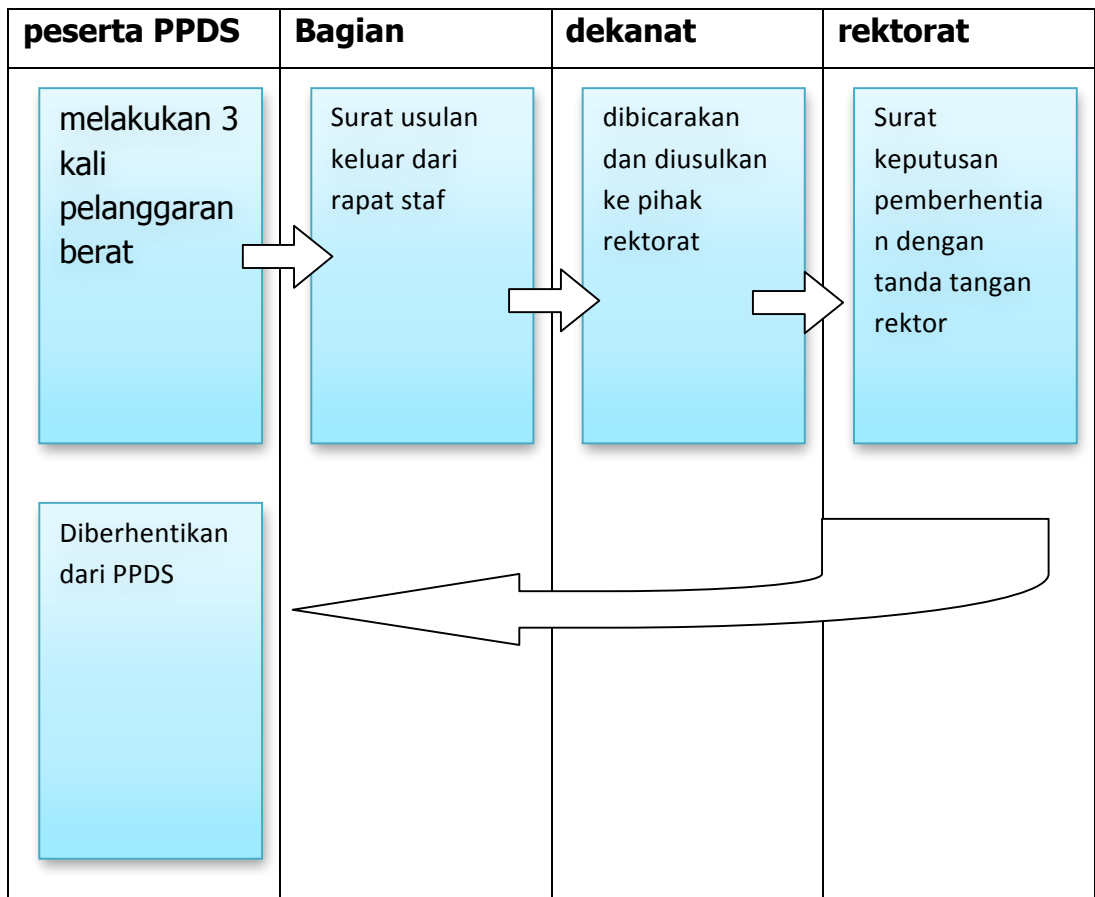 peserta PPDS
Bagian
dekanat
rektorat
melakukan 3
kali
pelanggaran
berat
Surat usulan
keluar dari
rapat staf
dibicarakan
dan diusulkan
ke pihak
rektorat
Surat
keputusan
pemberhentia
n dengan
tanda tangan
rektor
Diberhentikan
dari PPDS